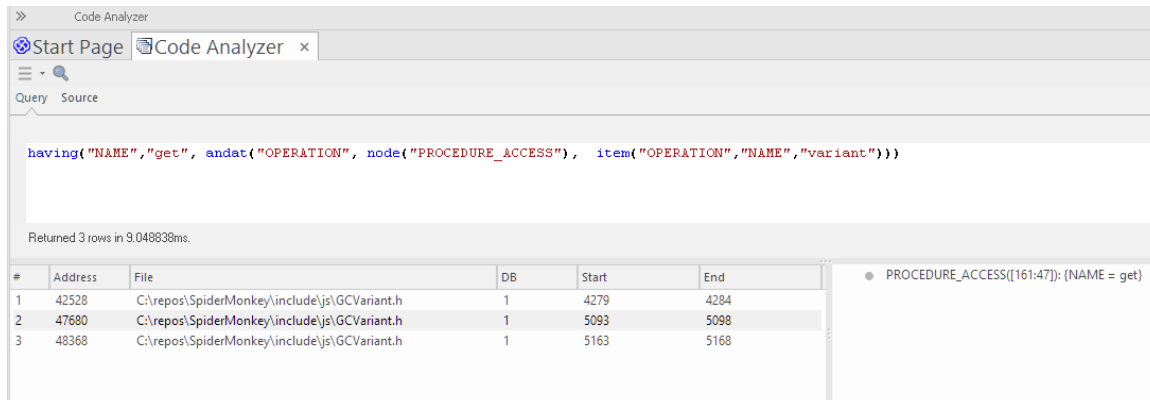 Code Analyzer
Start Page Code Analyzer ×
Query Source
having("NAME","get", andat("OPERATION", node("PROCEDURE_ACCESS"), item("OPERATION","NAME","variant")))
Returned 3 rows in 9.048838ms.
# Address File DB Start End
1 42528 C:\repos\SpiderMonkey\include\js\GCVariant.h 1 4279 4284
2 47680 C:\repos\SpiderMonkey\include\js\GCVariant.h 1 5093 5098
3 48368 C:\repos\SpiderMonkey\include\js\GCVariant.h 1 5163 5168
PROCEDURE_ACCESS([161:47]): {NAME = get}